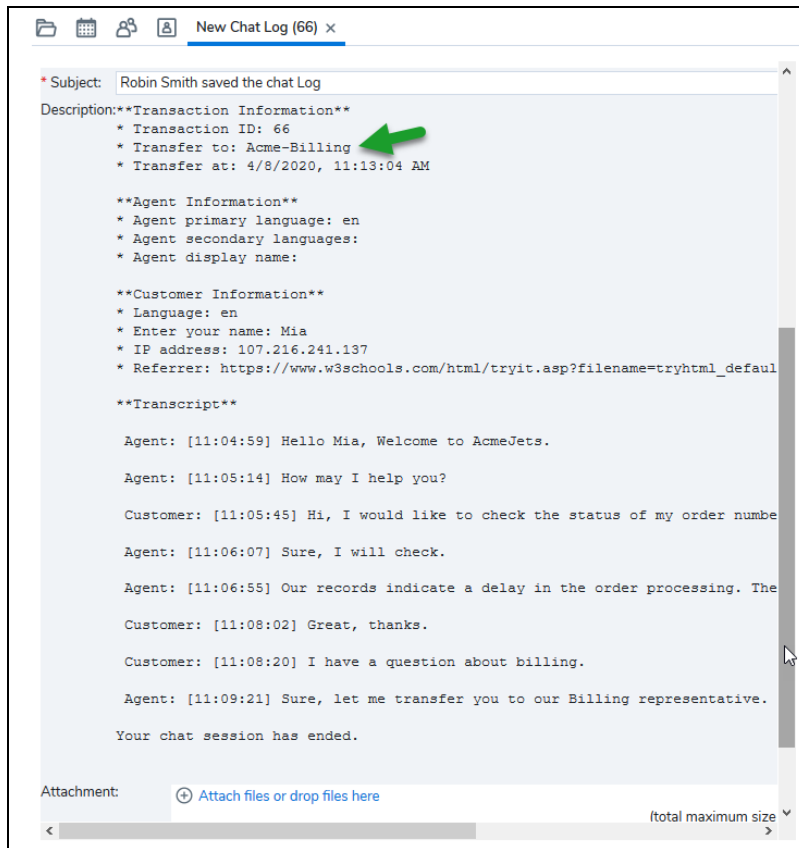 New Chat Log (66) ×
* Subject: Robin Smith saved the chat Log
Description:**Transaction Information**
* Transaction ID: 66
* Transfer to: Acme-Billing
* Transfer at: 4/8/2020, 11:13:04 AM
**Agent Information**
* Agent primary language: en
* Agent secondary languages:
* Agent display name:
**Customer Information**
* Language: en
* Enter your name: Mia
* IP address: 107.216.241.137
* Referrer: https://www.w3schools.com/html/tryit.asp?filename=tryhtml_defaul
**Transcript**
Agent: [11:04:59] Hello Mia, Welcome to AcmeJets.
Agent: [11:05:14] How may I help you?
Customer: [11:05:45] Hi, I would like to check the status of my order numbe
Agent: [11:06:07] Sure, I will check.
Agent: [11:06:55] Our records indicate a delay in the order processing. The
Customer: [11:08:02] Great, thanks.
Customer: [11:08:20] I have a question about billing.
Agent: [11:09:21] Sure, let me transfer you to our Billing representative.
Your chat session has ended.
Attachment: Attach files or drop files here
(total maximum size